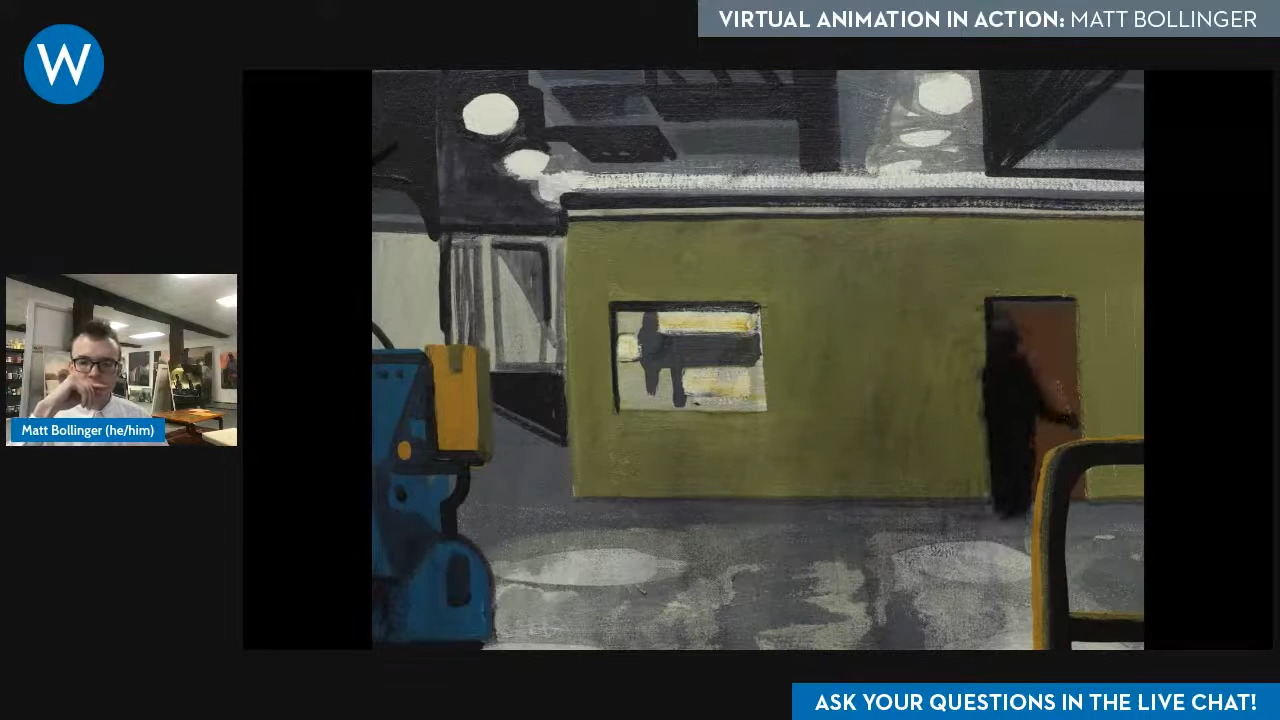 VIRTUAL ANIMATION IN ACTION: MATT BOLLINGER
W
Matt Bollinger (he/him)
ASK YOUR QUESTIONS IN THE LIVE CHAT!